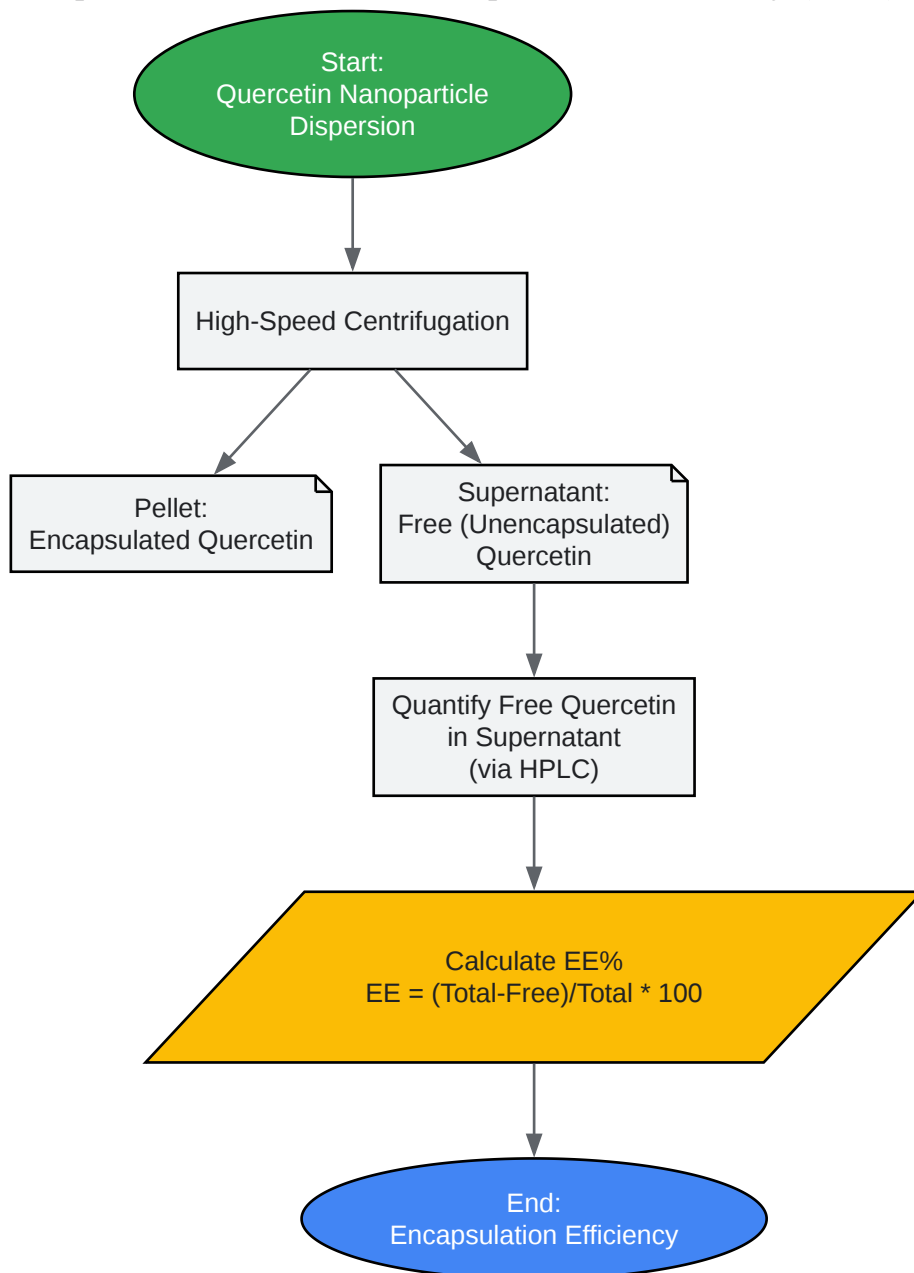 Start:
Quercetin Nanoparticle
Dispersion
High-Speed Centrifugation
Pellet:
Encapsulated Quercetin
Supernatant:
Free (Unencapsulated)
Quercetin
Quantify Free Quercetin
in Supernatant
(via HPLC)
Calculate EE%
EE = (Total-Free)/Total * 100
End:
Encapsulation Efficiency